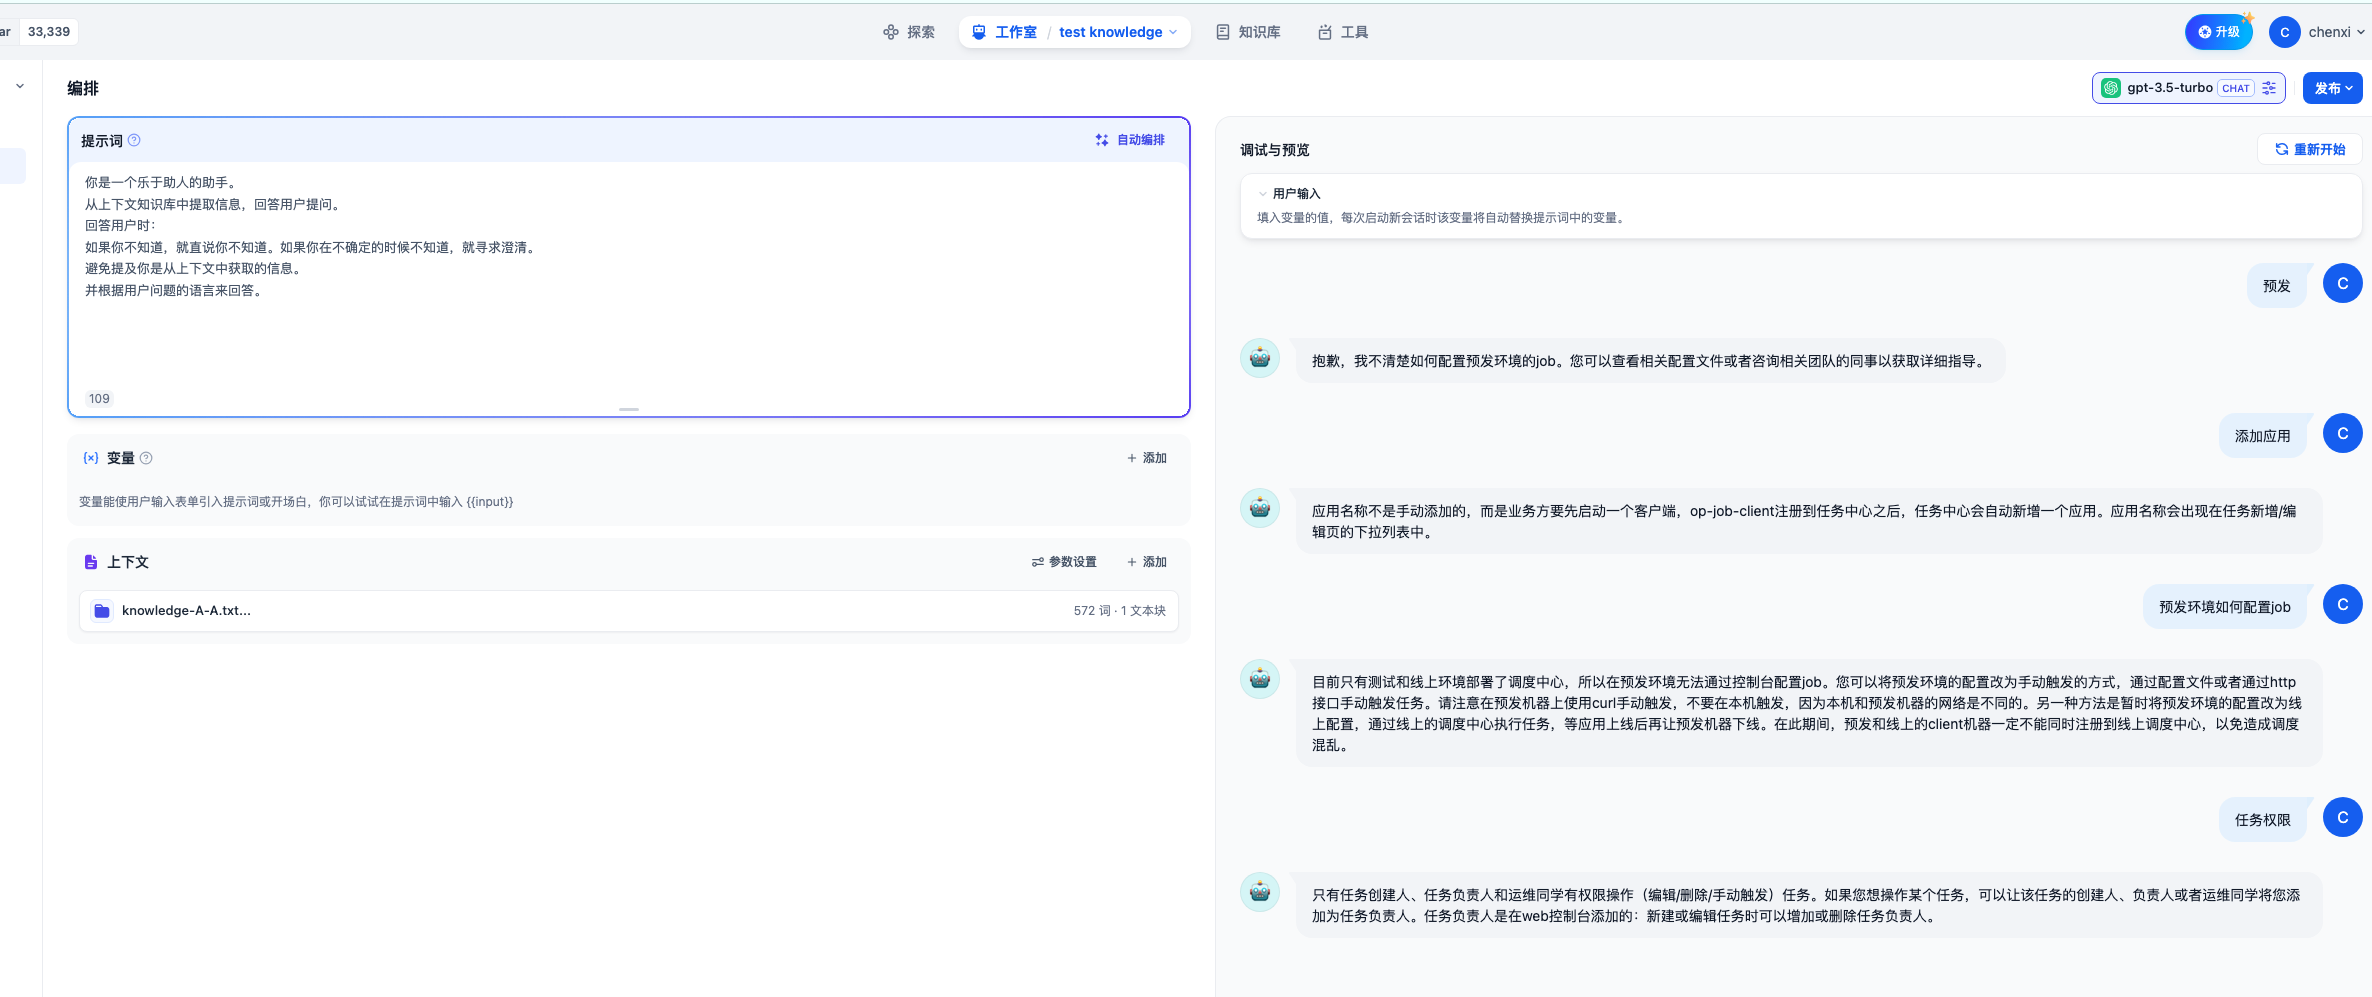 ar 33,339
探索
工作室 / test knowledge
知识库
工具
升级
C chenxi
编排
gpt-3.5-turbo CHAT
发布
提示词
自动编排
你是一个乐于助人的助手。
从上下文知识库中提取信息，回答用户提问。
回答用户时：
如果你不知道，就直说你不知道。如果你在不确定的时候不知道，就寻求澄清。
避免提及你是从上下文中获取的信息。
并根据用户问题的语言来回答。
109
{x} 变量
+ 添加
变量能使用户输入表单引入提示词或开场白，你可以试试在提示词中输入 {{input}}
上下文
参数设置
+ 添加
knowledge-A-A.txt...
572 词 · 1 文本块
调试与预览
重新开始
用户输入
填入变量的值，每次启动新会话时该变量将自动替换提示词中的变量。
预发
C
抱歉，我不清楚如何配置预发环境的job。您可以查看相关配置文件或者咨询相关团队的同事以获取详细指导。
添加应用
C
应用名称不是手动添加的，而是业务方要先启动一个客户端，op-job-client注册到任务中心之后，任务中心会自动新增一个应用。应用名称会出现在任务新增/编
辑页的下拉列表中。
预发环境如何配置job
C
目前只有测试和线上环境部署了调度中心，所以在预发环境无法通过控制台配置job。您可以将预发环境的配置改为手动触发的方式，通过配置文件或者通过http
接口手动触发任务。请注意在预发机器上使用curl手动触发，不要在本机触发，因为本机和预发机器的网络是不同的。另一种方法是暂时将预发环境的配置改为线
上配置，通过线上的调度中心执行任务，等应用上线后再让预发机器下线。在此期间，预发和线上的client机器一定不能同时注册到线上调度中心，以免造成调度
混乱。
任务权限
C
只有任务创建人、任务负责人和运维同学有权限操作（编辑/删除/手动触发）任务。如果您想操作某个任务，可以让该任务的创建人、负责人或者运维同学将您添
加为任务负责人。任务负责人是在web控制台添加的：新建或编辑任务时可以增加或删除任务负责人。